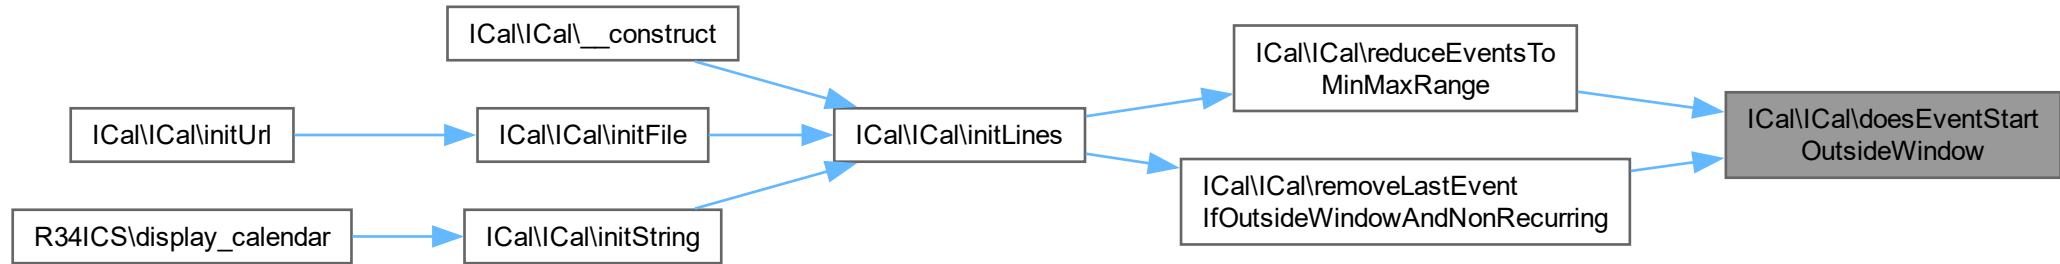 ICal\ICal\__construct
ICal\ICal\reduceEventsTo
MinMaxRange
ICal\ICal\doesEventStart
OutsideWindow
ICal\ICal\initUrl
ICal\ICal\initFile
ICal\ICal\initLines
ICal\ICal\removeLastEvent
IfOutsideWindowAndNonRecurring
R34ICS\display_calendar
ICal\ICal\initString